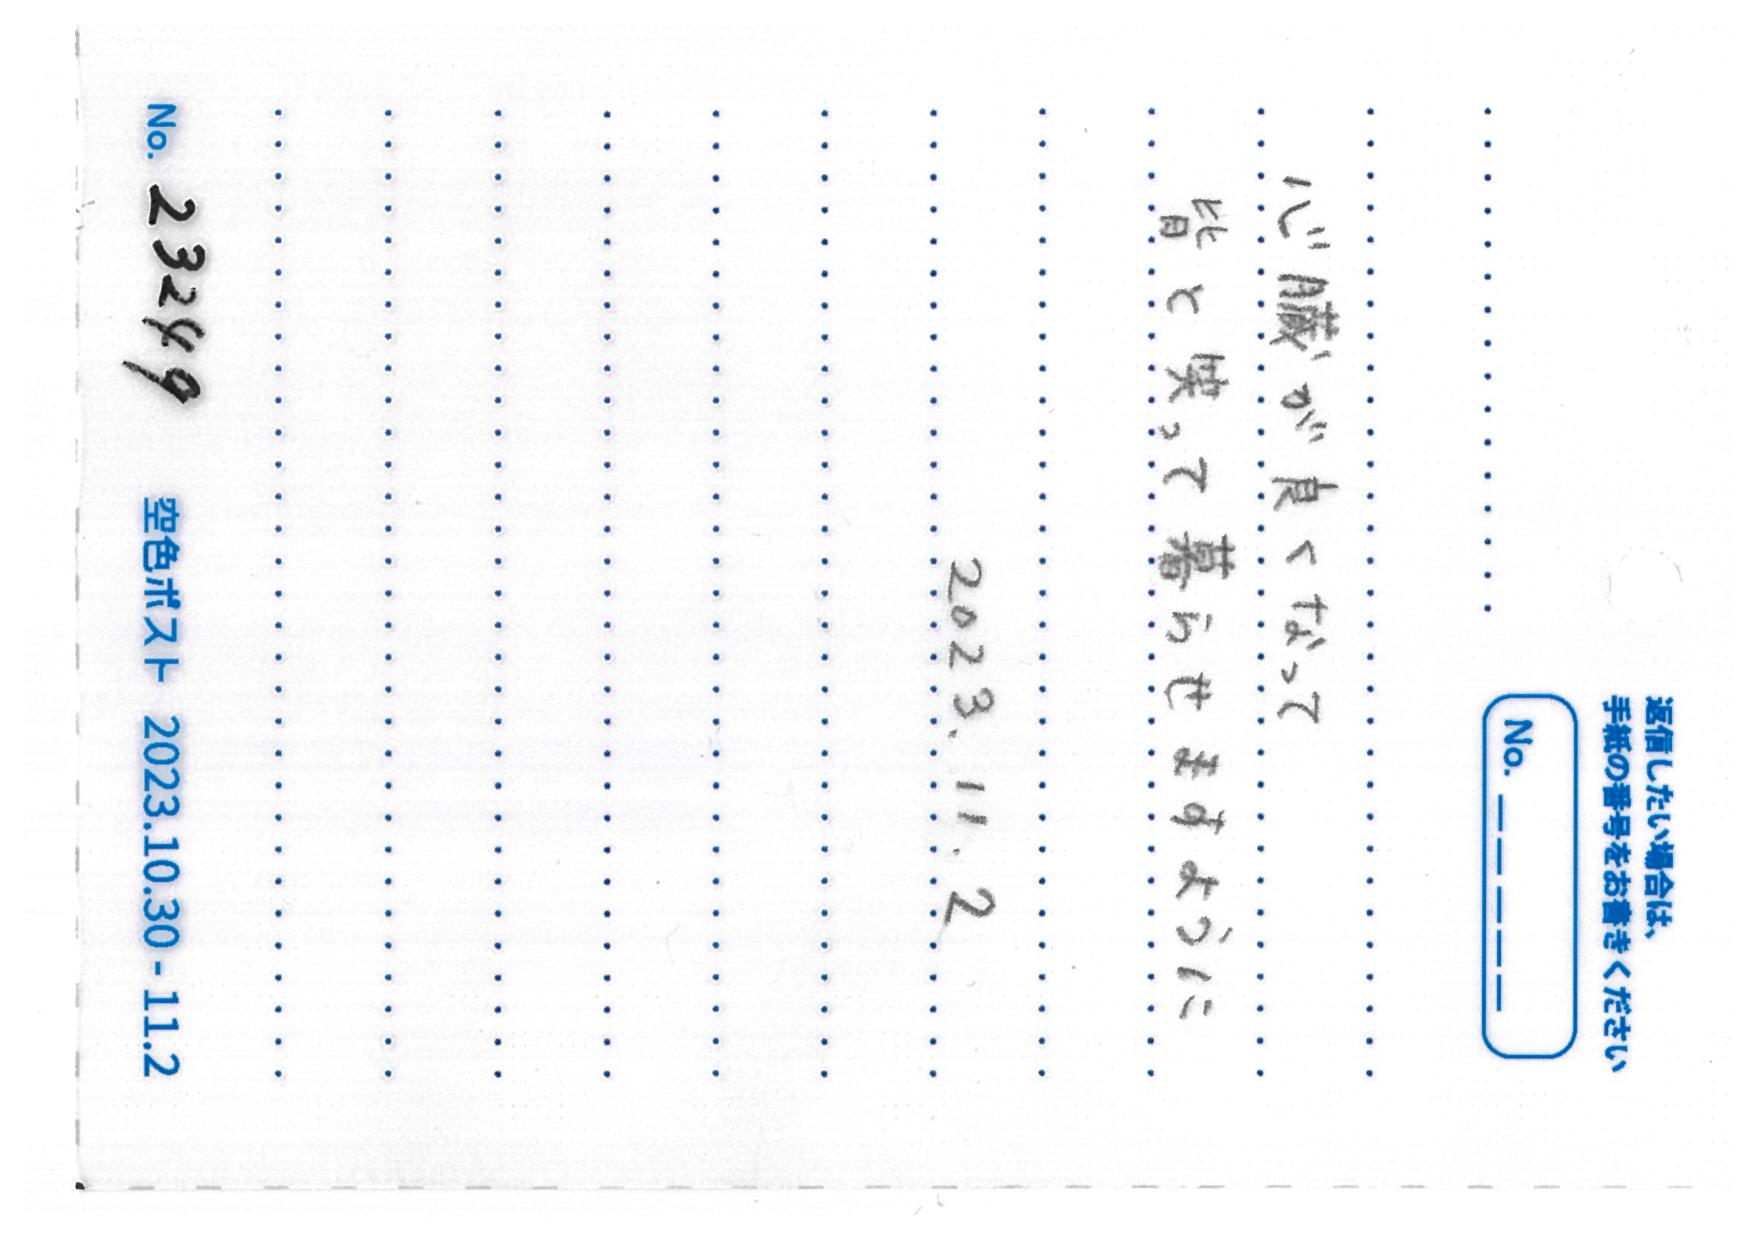 返信したい場合は、
手紙の番号をお書きください
No. _ _ _ _ _
心臓が良くなって
皆と笑って暮らせますように
2023. 11. 2
No. 23249 空色ポスト 2023.10.30 - 11.2